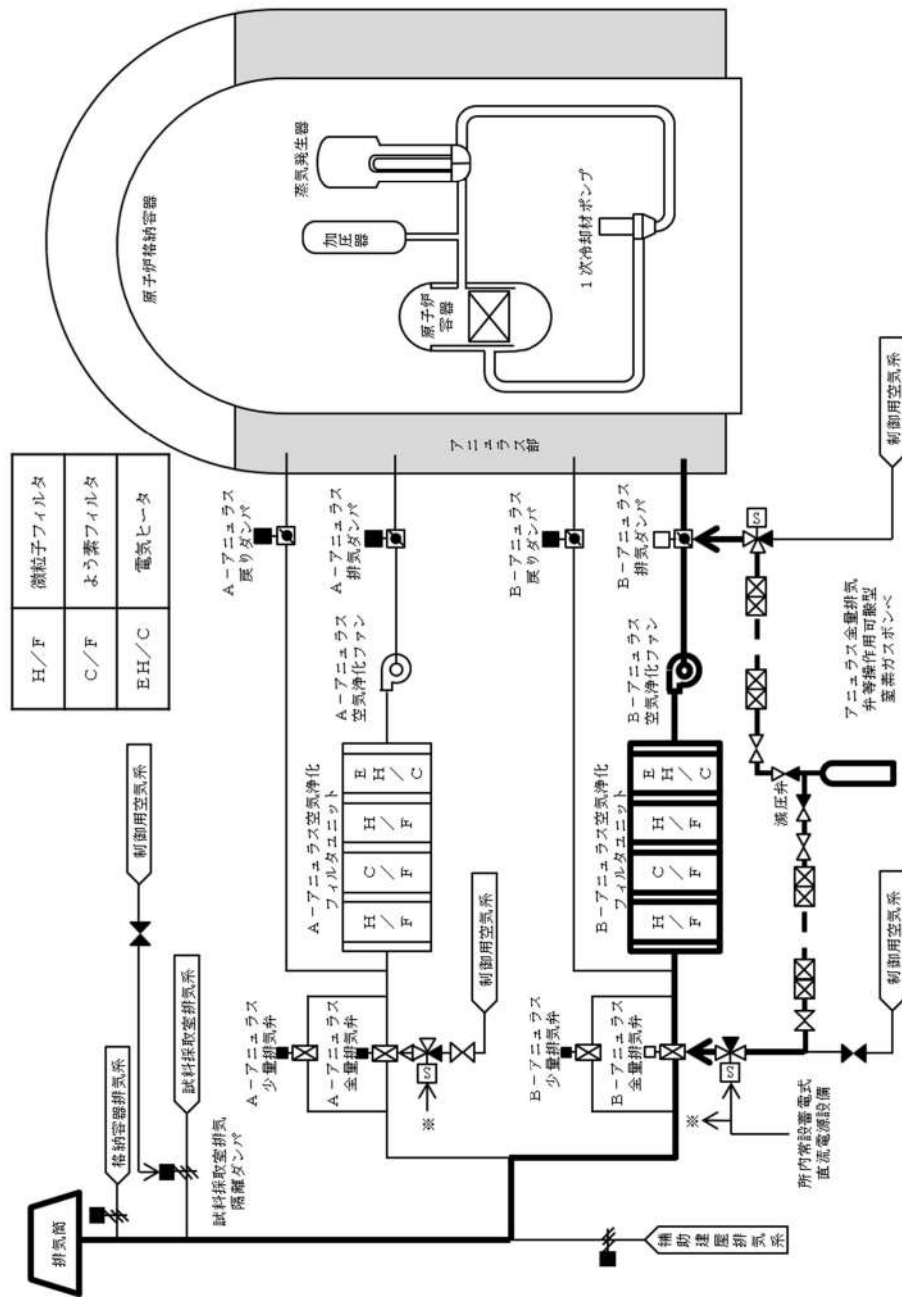 H/F 微粒子フィルタ
C/F よう素フィルタ
EH/C 電気ヒータ
原子炉格納容器
蒸気発生器
加圧器
原子炉
容器
1次冷却材ポンプ
アニュラス部
排気筒
格納容器排気系
試料採取室排気系
制御用空気系
試料採取室排気
隔離ダンパ
A-アニュラス
戻りダンパ
A-アニュラス
排気ダンパ
A-アニュラス
空気浄化ファン
A-アニュラス空気浄化
フィルタユニット
H/F
C/F
H/F
EH/C
A-アニュラス
少量排気弁
A-アニュラス
全量排気弁
S
※
制御用空気系
B-アニュラス
戻りダンパ
B-アニュラス
排気ダンパ
B-アニュラス
空気浄化ファン
B-アニュラス空気浄化
フィルタユニット
H/F
C/F
H/F
EH/C
B-アニュラス
少量排気弁
B-アニュラス
全量排気弁
S
※
所内常設蓄電式
直流電源設備
補助建屋排気系
制御用空気系
減圧弁
アニュラス全量排気
弁等操作用可搬型
窒素ガスボンベ
S
制御用空気系